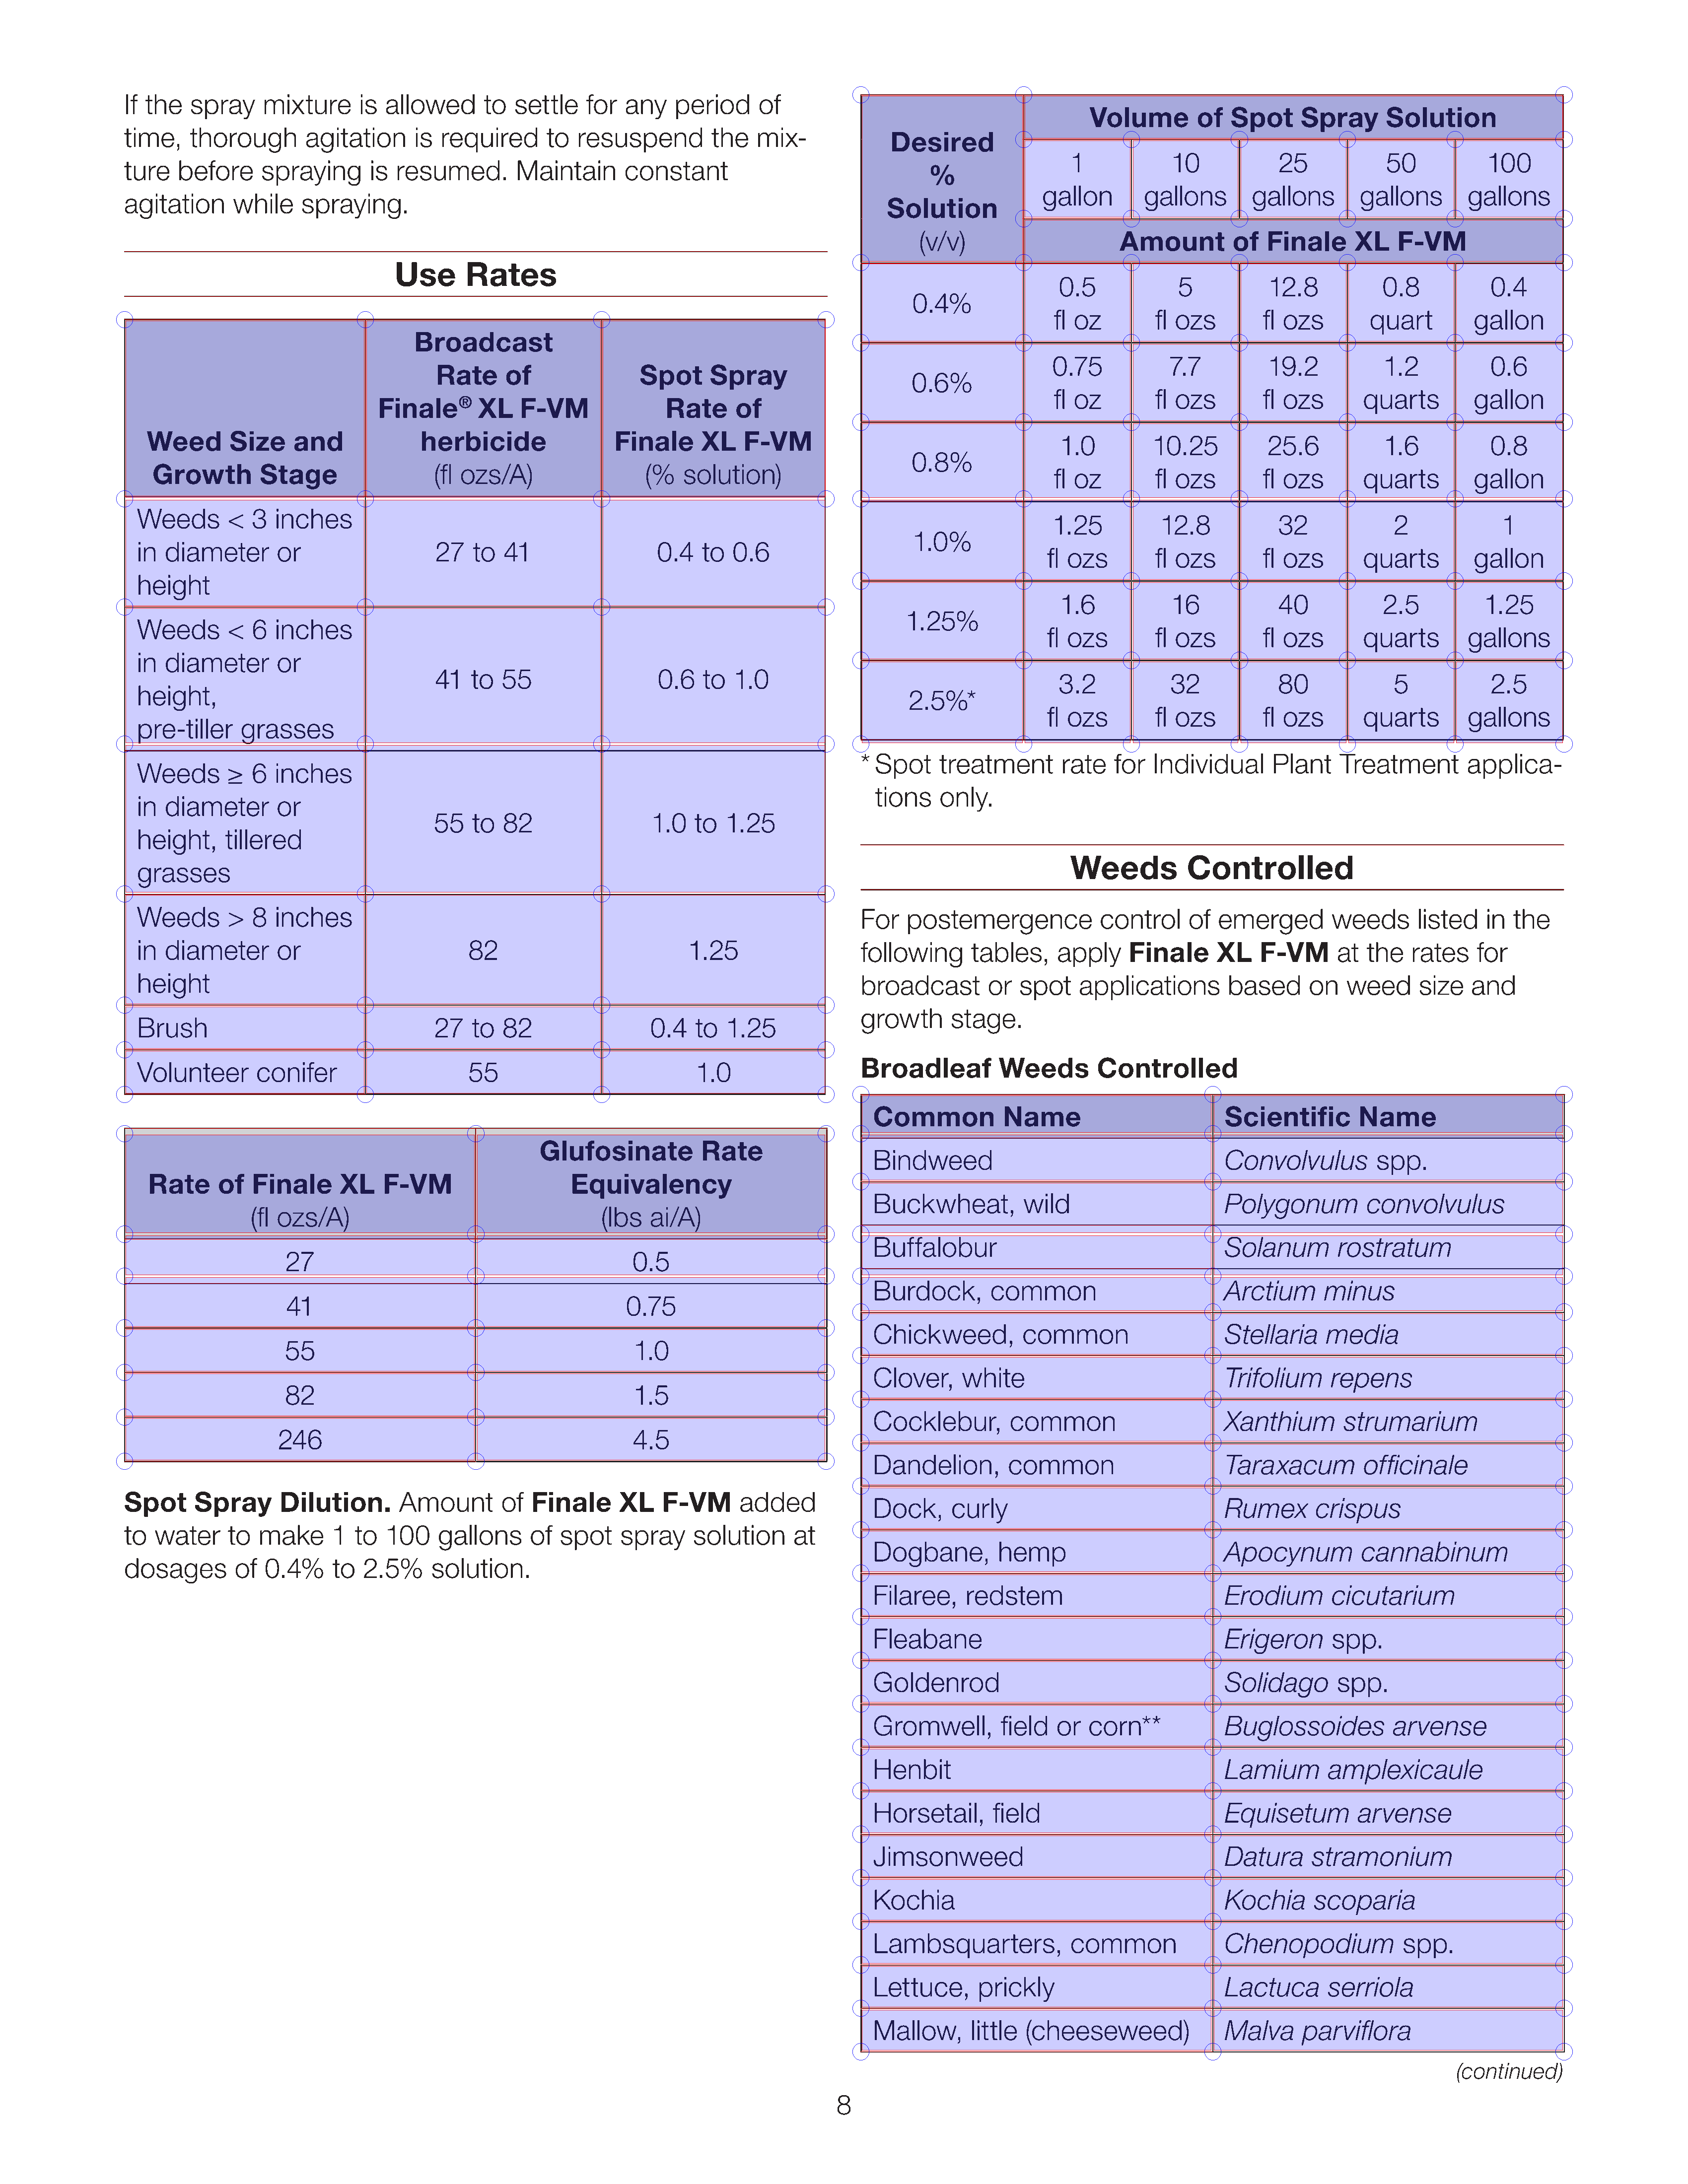 If the spray mixture is allowed to settle for any period of
time, thorough agitation is required to resuspend the mix-
ture before spraying is resumed. Maintain constant
agitation while spraying.
Use Rates
Weed Size and
Growth Stage
Broadcast
Rate of
Finale® XL F-VM
herbicide
(fl ozs/A)
Spot Spray
Rate of
Finale XL F-VM
(% solution)
Weeds < 3 inches
in diameter or
height
27 to 41
0.4 to 0.6
Weeds < 6 inches
in diameter or
height,
pre-tiller grasses
41 to 55
0.6 to 1.0
Weeds ≥ 6 inches
in diameter or
height, tillered
grasses
55 to 82
1.0 to 1.25
Weeds > 8 inches
in diameter or
height
82
1.25
Brush
27 to 82
0.4 to 1.25
Volunteer conifer
55
1.0
Rate of Finale XL F-VM
(fl ozs/A)
Glufosinate Rate
Equivalency
(lbs ai/A)
27
0.5
41
0.75
55
1.0
82
1.5
246
4.5
Spot Spray Dilution. Amount of Finale XL F-VM added
to water to make 1 to 100 gallons of spot spray solution at
dosages of 0.4% to 2.5% solution.
Desired
%
Solution
(v/v)
Volume of Spot Spray Solution
1
gallon
10
gallons
25
gallons
50
gallons
100
gallons
Amount of Finale XL F-VM
0.4%
0.5
fl oz
5
fl ozs
12.8
fl ozs
0.8
quart
0.4
gallon
0.6%
0.75
fl oz
7.7
fl ozs
19.2
fl ozs
1.2
quarts
0.6
gallon
0.8%
1.0
fl oz
10.25
fl ozs
25.6
fl ozs
1.6
quarts
0.8
gallon
1.0%
1.25
fl ozs
12.8
fl ozs
32
fl ozs
2
quarts
1
gallon
1.25%
1.6
fl ozs
16
fl ozs
40
fl ozs
2.5
quarts
1.25
gallons
2.5%*
3.2
fl ozs
32
fl ozs
80
fl ozs
5
quarts
2.5
gallons
* Spot treatment rate for Individual Plant Treatment applica-
tions only.
Weeds Controlled
For postemergence control of emerged weeds listed in the
following tables, apply Finale XL F-VM at the rates for
broadcast or spot applications based on weed size and
growth stage.
Broadleaf Weeds Controlled
Common Name Scientific Name
Bindweed Convolvulus spp.
Buckwheat, wild Polygonum convolvulus
Buffalobur Solanum rostratum
Burdock, common Arctium minus
Chickweed, common Stellaria media
Clover, white Trifolium repens
Cocklebur, common Xanthium strumarium
Dandelion, common Taraxacum officinale
Dock, curly Rumex crispus
Dogbane, hemp Apocynum cannabinum
Filaree, redstem Erodium cicutarium
Fleabane Erigeron spp.
Goldenrod Solidago spp.
Gromwell, field or corn** Buglossoides arvense
Henbit Lamium amplexicaule
Horsetail, field Equisetum arvense
Jimsonweed Datura stramonium
Kochia Kochia scoparia
Lambsquarters, common Chenopodium spp.
Lettuce, prickly Lactuca serriola
Mallow, little (cheeseweed) Malva parviflora
(continued)
8